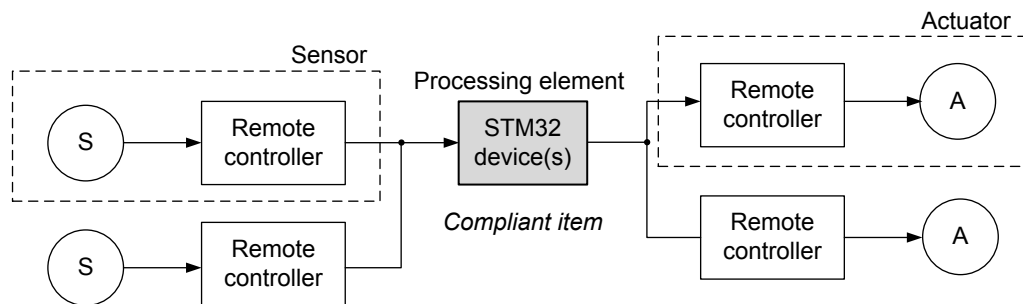 Sensor
Actuator
Processing element
S
Remote
controller
STM32
device(s)
Remote
controller
A
Compliant item
S
Remote
controller
Remote
controller
A